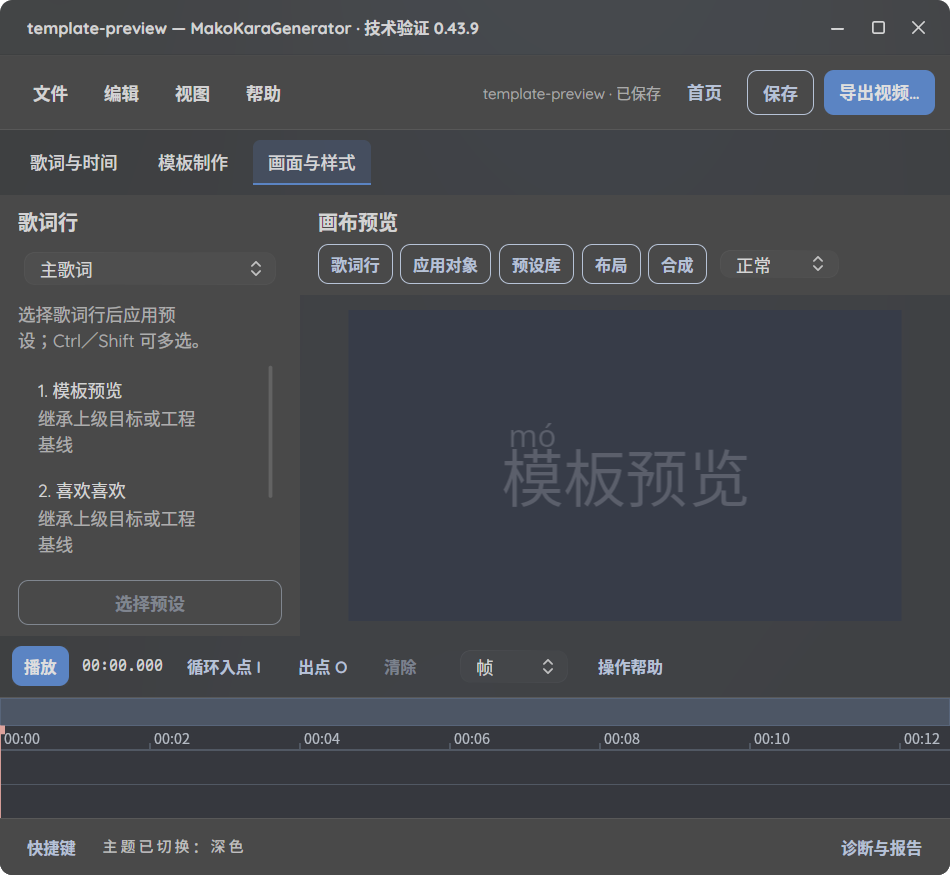 template-preview — MakoKaraGenerator · 技术验证 0.43.9
文件 编辑 视图 帮助 template-preview · 已保存 首页 保存 导出视频…
歌词与时间 模板制作 画面与样式
歌词行
主歌词
选择歌词行后应用预
设；Ctrl／Shift 可多选。
1. 模板预览
继承上级目标或工程
基线
2. 喜欢喜欢
继承上级目标或工程
基线
选择预设
画布预览
歌词行 应用对象 预设库 布局 合成 正常
mó
模板预览
播放 00:00.000 循环入点 I 出点 O 清除 帧 操作帮助
00:00 00:02 00:04 00:06 00:08 00:10 00:12
快捷键 主题已切换：深色 诊断与报告